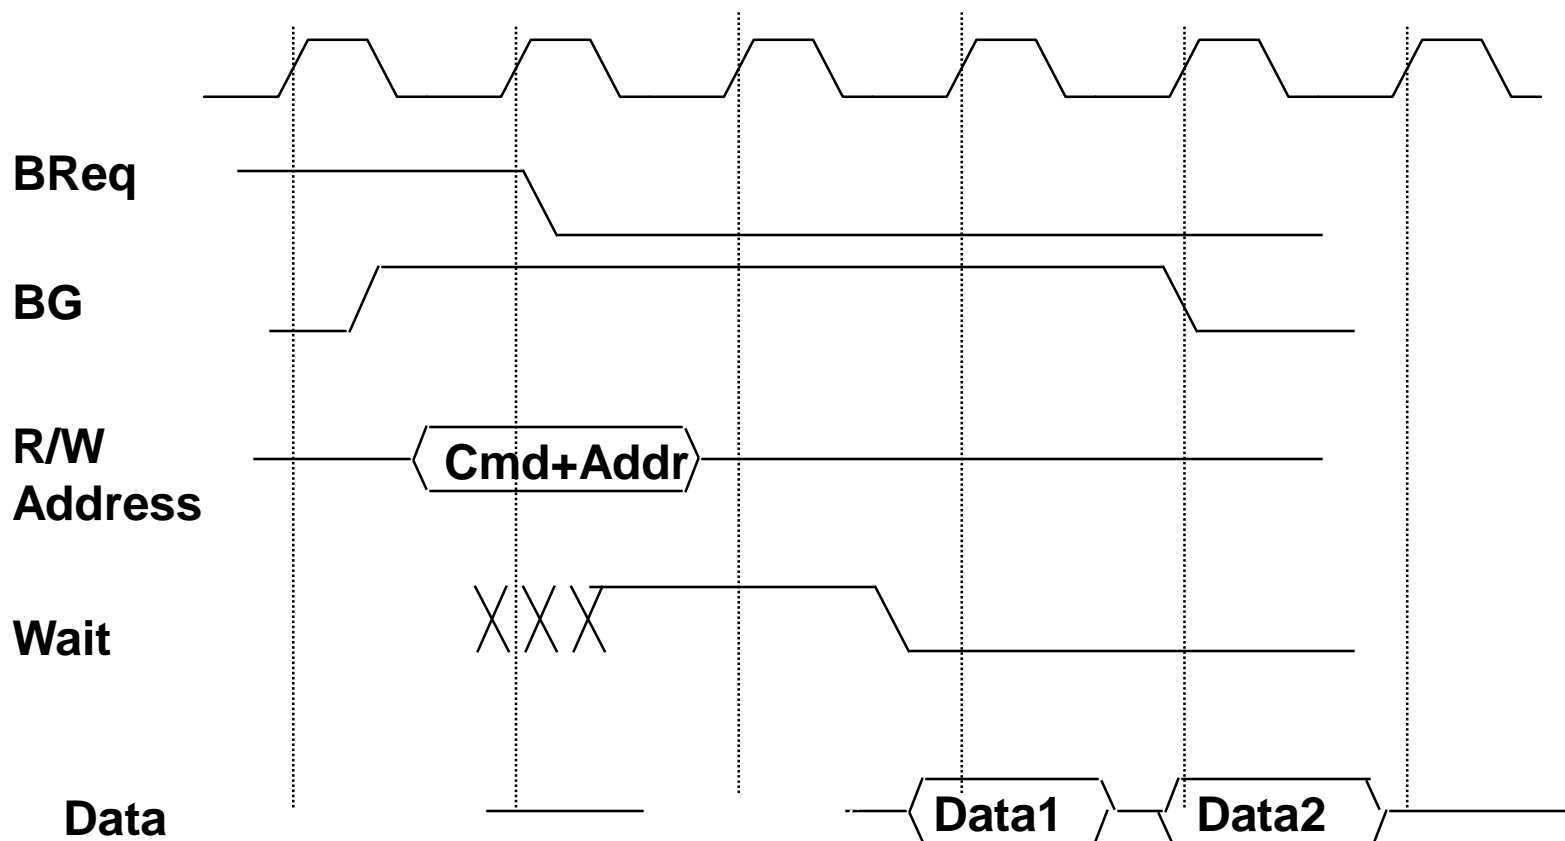 BReq
BG
R/W
Address
Cmd+Addr
Wait
Data
Data1
Data2